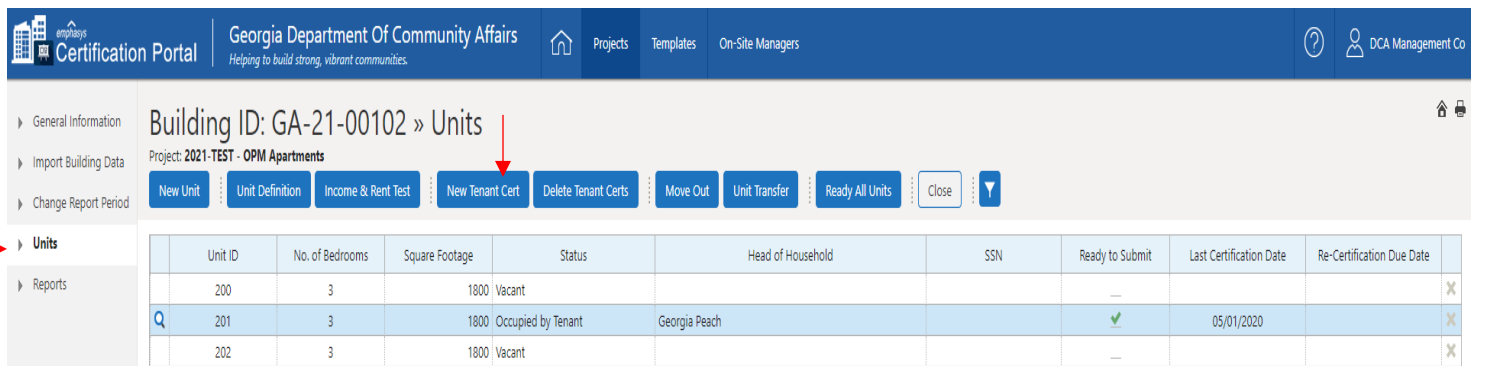 emphasys
Certification Portal
Georgia Department Of Community Affairs
Helping to build strong, vibrant communities.
Projects Templates On-Site Managers
? DCA Management Co
General Information
Import Building Data
Change Report Period
Units
Reports
Building ID: GA-21-00102 » Units
Project: 2021-TEST - OPM Apartments
New Unit Unit Definition Income & Rent Test New Tenant Cert Delete Tenant Certs Move Out Unit Transfer Ready All Units Close
Unit ID No. of Bedrooms Square Footage Status Head of Household SSN Ready to Submit Last Certification Date Re-Certification Due Date
200 3 1800 Vacant
201 3 1800 Occupied by Tenant Georgia Peach 05/01/2020
202 3 1800 Vacant